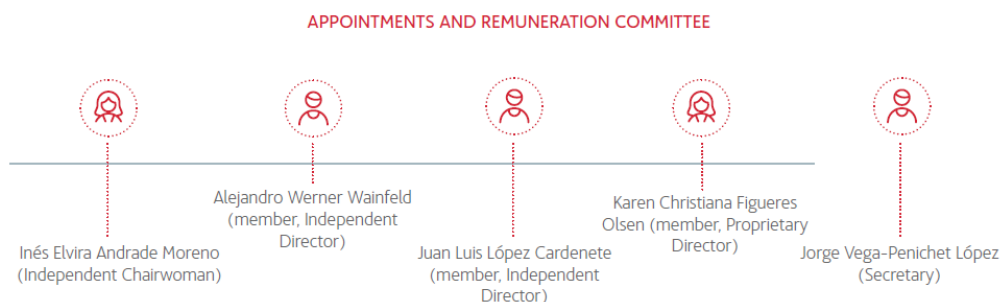 APPOINTMENTS AND REMUNERATION COMMITTEE
Inés Elvira Andrade Moreno
(Independent Chairwoman)
Alejandro Werner Wainfeld
(member, Independent
Director)
Juan Luis López Cardenete
(member, Independent
Director)
Karen Christiana Figueres
Olsen (member, Proprietary
Director)
Jorge Vega-Penichet López
(Secretary)